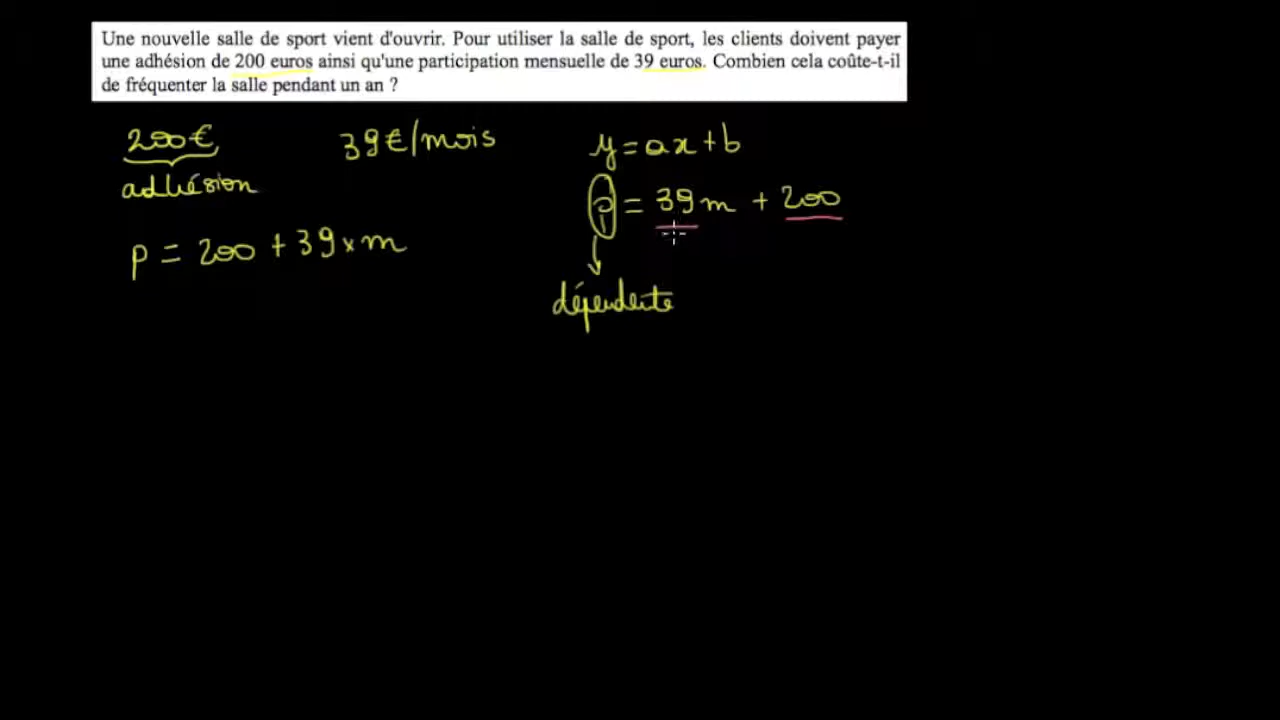 Une nouvelle salle de sport vient d'ouvrir. Pour utiliser la salle de sport, les clients doivent payer
une adhésion de 200 euros ainsi qu'une participation mensuelle de 39 euros. Combien cela coûte-t-il
de fréquenter la salle pendant un an ?
200€ 39€/mois y = ax + b
adhésion
p = 39m + 200
p = 200 + 39 × m
dépendente